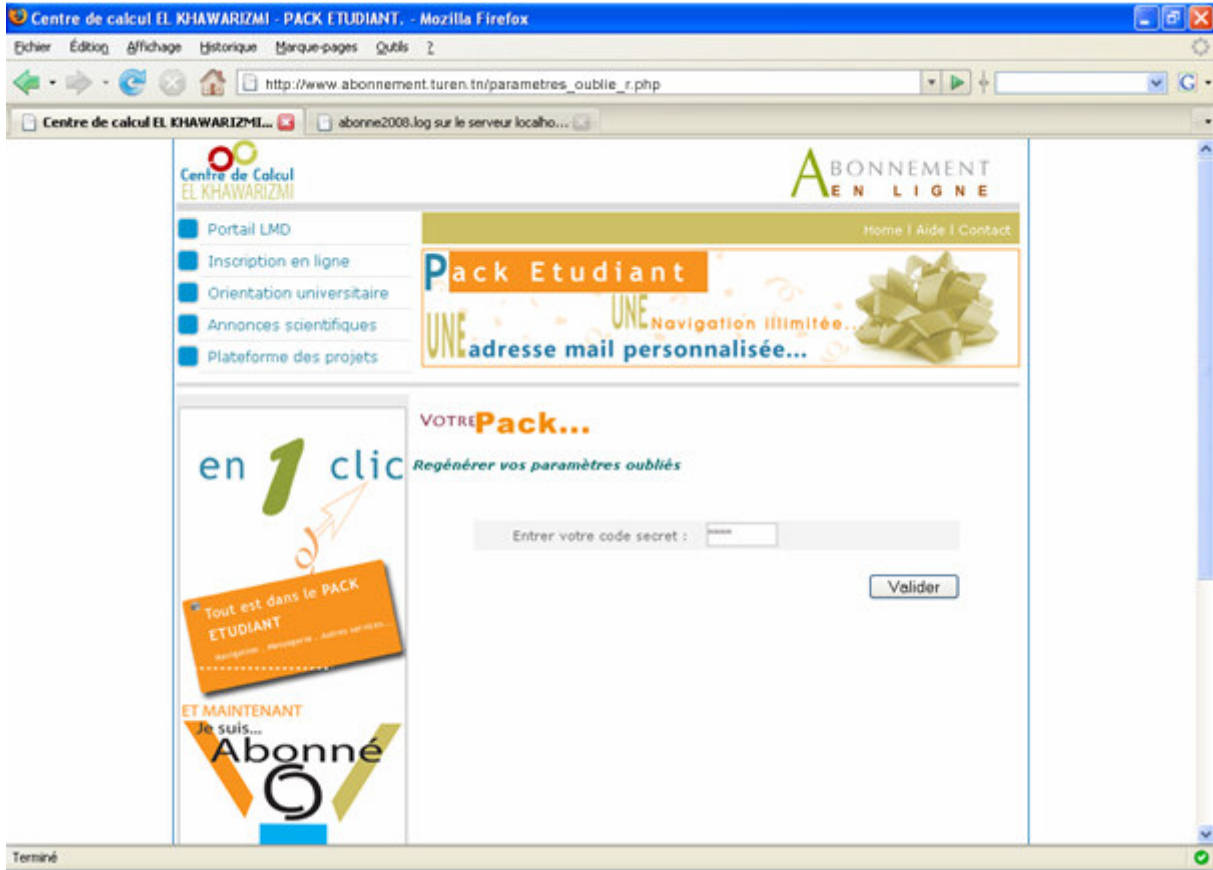 Centre de calcul EL KHAWARIZMI - PACK ETUDIANT. - Mozilla Firefox
Fichier Édition Affichage Historique Marque-pages Outils ?
http://www.abonnement.turen.tn/parametres_oublie_r.php
G
Centre de calcul EL KHAWARIZMI... abonne2008.log sur le serveur localho...
Centre de Calcul
EL KHAWARIZMI
ABONNEMENT
EN LIGNE
Portail LMD
Inscription en ligne
Orientation universitaire
Annonces scientifiques
Plateforme des projets
Home I Aide I Contact
Pack Etudiant
UNE Navigation illimitée...
UNE adresse mail personnalisée...
en 1 clic
Tout est dans le PACK
ETUDIANT
Navigation . Messagerie . Autres services...
ET MAINTENANT
Je suis...
Abonné
VOTRE Pack...
Regénérer vos paramètres oubliés
Entrer votre code secret : ****
Valider
Terminé